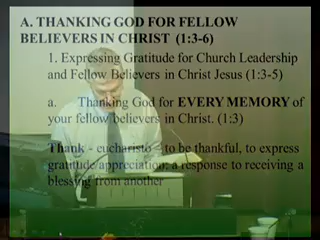 A. THANKING GOD FOR FELLOW
BELIEVERS IN CHRIST (1:3-6)
1. Expressing Gratitude for Church Leadership
and Fellow Believers in Christ Jesus (1:3-5)
a. Thanking God for EVERY MEMORY of
your fellow believers in Christ. (1;3)
Thank - eucharisto – to be thankful, to express
gratitude/appreciation; a response to receiving a
blessing from another